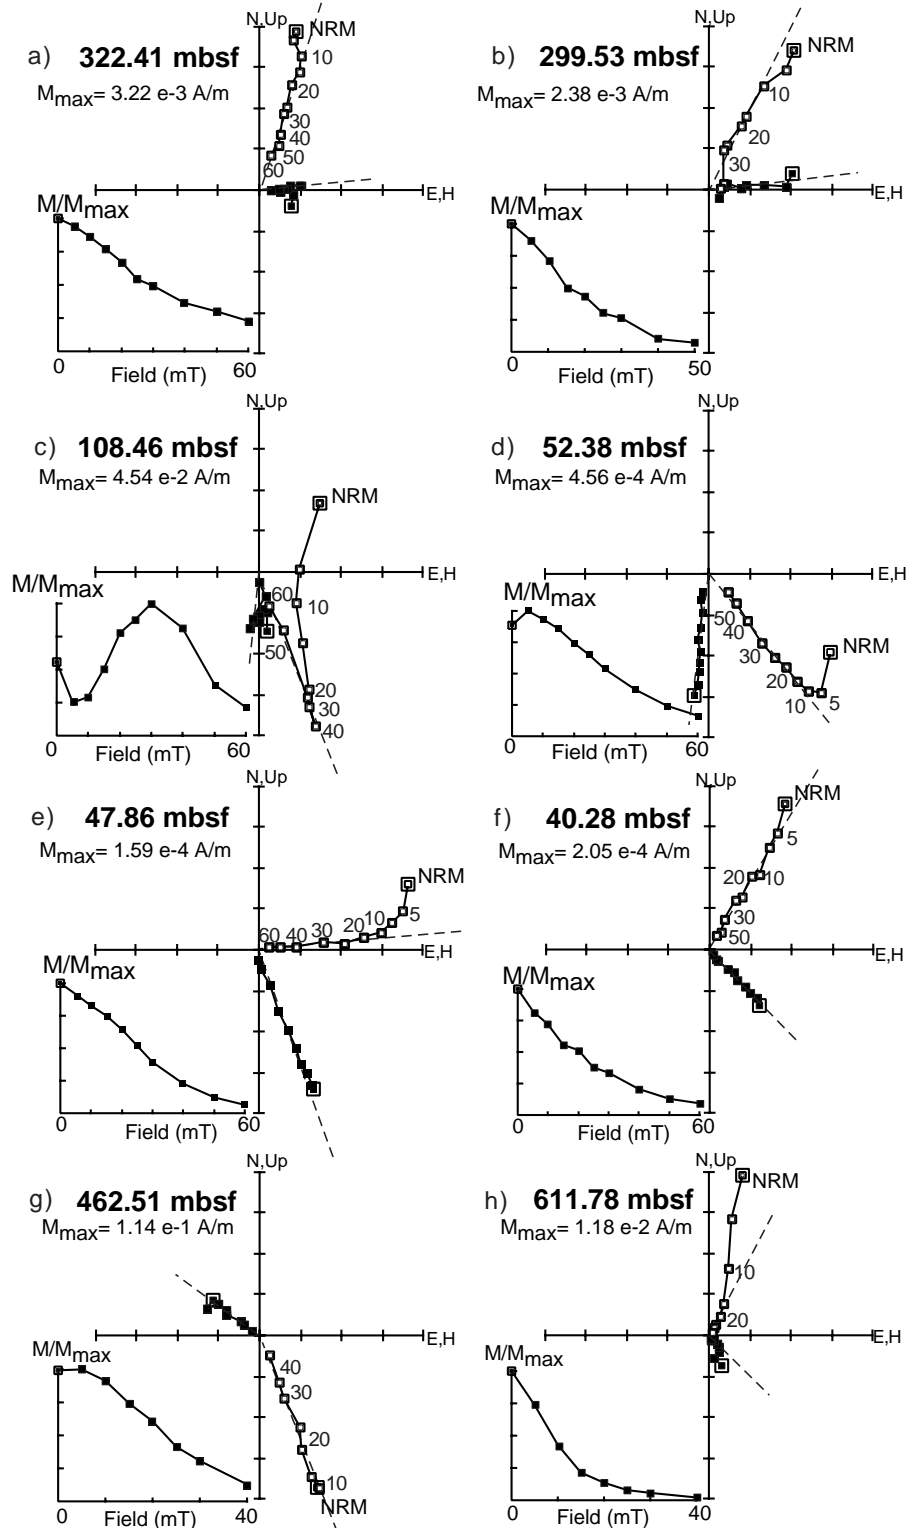 N,Up
a) 322.41 mbsf
Mmax= 3.22 e-3 A/m
NRM
10
20
30
40
50
60
E,H
M/Mmax
0
Field (mT)
60
N,Up
b) 299.53 mbsf
Mmax= 2.38 e-3 A/m
NRM
10
20
30
E,H
M/Mmax
0
Field (mT)
50
N,Up
c) 108.46 mbsf
Mmax= 4.54 e-2 A/m
NRM
E,H
M/Mmax
60
10
50
20
30
40
0
Field (mT)
60
N,Up
d) 52.38 mbsf
Mmax= 4.56 e-4 A/m
E,H
M/Mmax
50
40
30
NRM
20
10
5
0
Field (mT)
60
N,Up
e) 47.86 mbsf
Mmax= 1.59 e-4 A/m
NRM
5
10
20
30
40
60
E,H
M/Mmax
0
Field (mT)
60
N,Up
f) 40.28 mbsf
Mmax= 2.05 e-4 A/m
NRM
5
20
10
30
50
E,H
M/Mmax
0
Field (mT)
60
N,Up
g) 462.51 mbsf
Mmax= 1.14 e-1 A/m
E,H
M/Mmax
40
30
20
10
NRM
0
Field (mT)
40
N,Up
h) 611.78 mbsf
Mmax= 1.18 e-2 A/m
NRM
10
20
E,H
M/Mmax
0
Field (mT)
40